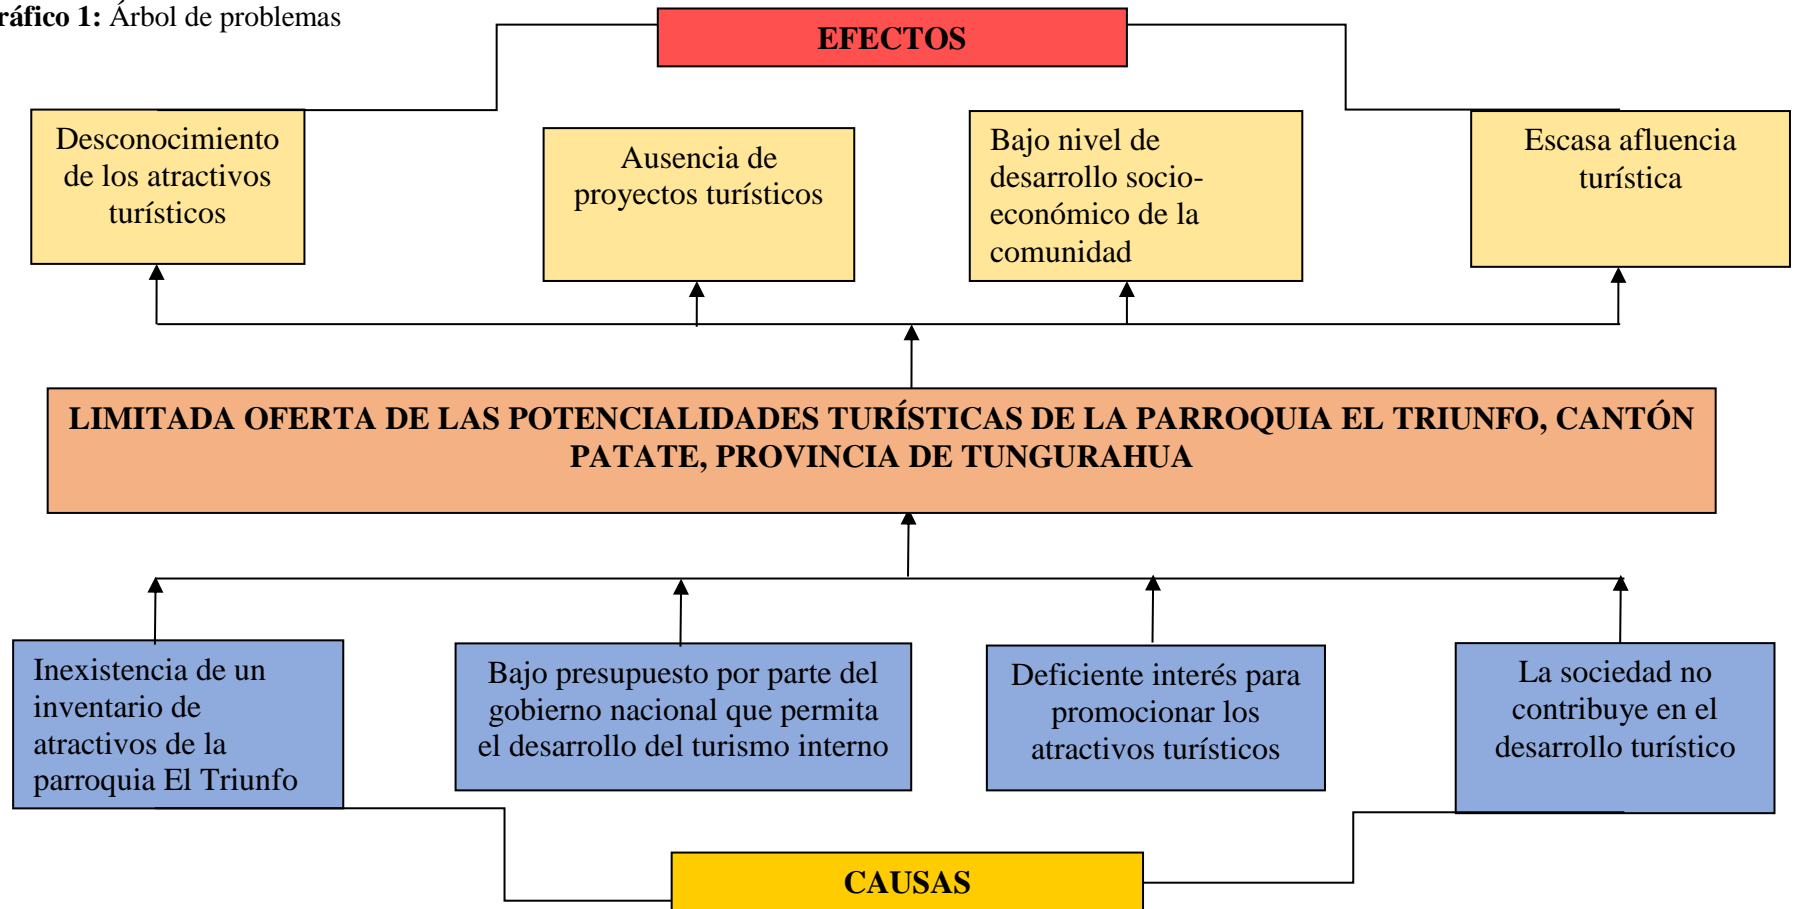 ráfico 1: Árbol de problemas
EFECTOS
Desconocimiento
de los atractivos
turísticos
Ausencia de
proyectos turísticos
Bajo nivel de
desarrollo socio-
económico de la
comunidad
Escasa afluencia
turística
LIMITADA OFERTA DE LAS POTENCIALIDADES TURÍSTICAS DE LA PARROQUIA EL TRIUNFO, CANTÓN
PATATE, PROVINCIA DE TUNGURAHUA
Inexistencia de un
inventario de
atractivos de la
parroquia El Triunfo
Bajo presupuesto por parte del
gobierno nacional que permita
el desarrollo del turismo interno
Deficiente interés para
promocionar los
atractivos turísticos
La sociedad no
contribuye en el
desarrollo turístico
CAUSAS